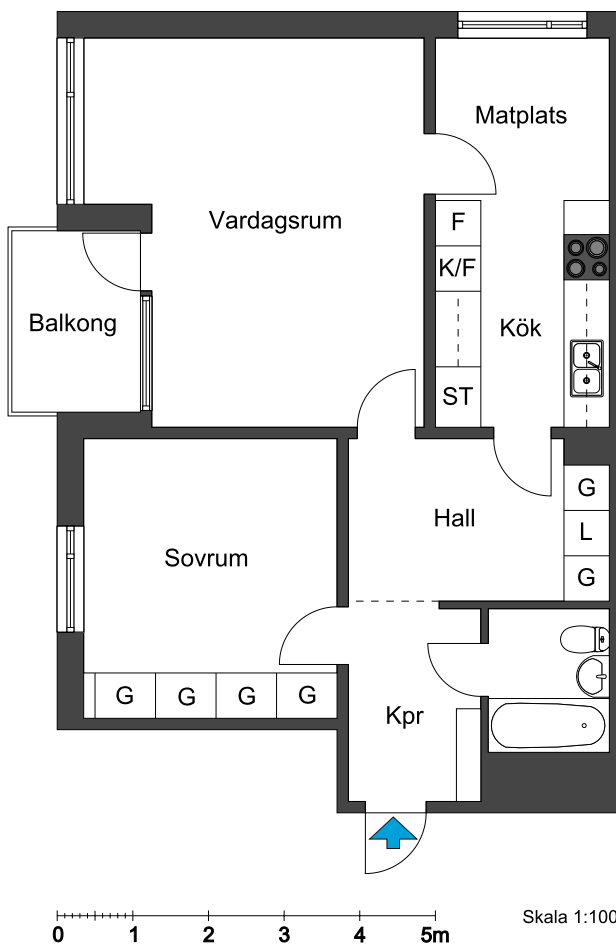 Matplats
Vardagsrum
F
K/F
Balkong
Kök
ST
G
Hall
L
Sovrum
G
G G G G
Kpr
0 1 2 3 4 5m
Skala 1:100